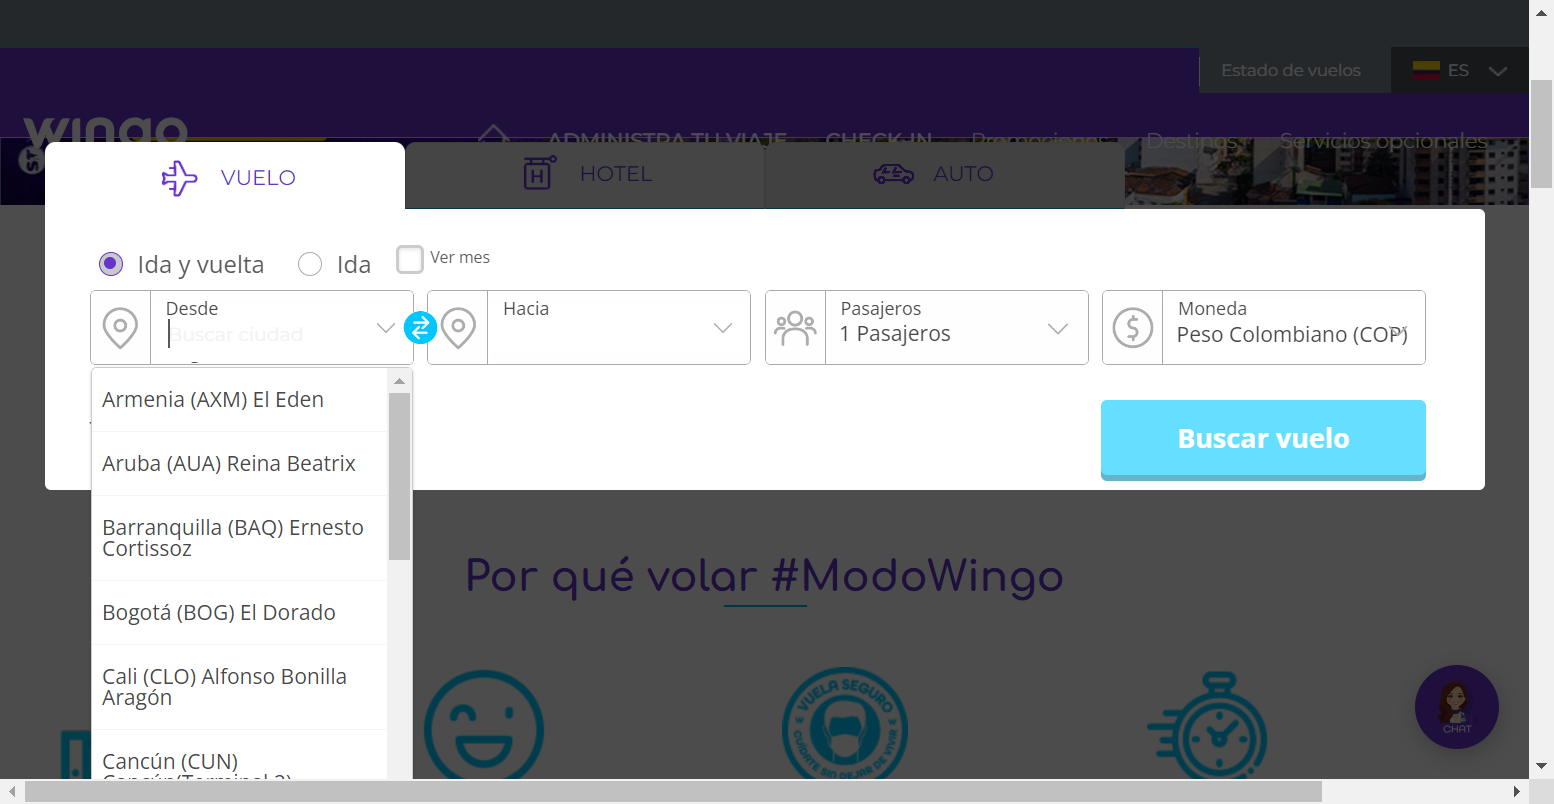 Estado de vuelos
ES
wingo
ADMINISTRA TU VIAJE
CHECK-IN
Promociones
Destinos
Servicios opcionales
VUELO
HOTEL
AUTO
Ida y vuelta
Ida
Ver mes
Desde
Buscar ciudad
Hacia
Pasajeros
1 Pasajeros
Moneda
Peso Colombiano (COP)
Armenia (AXM) El Eden
Aruba (AUA) Reina Beatrix
Barranquilla (BAQ) Ernesto
Cortissoz
Bogotá (BOG) El Dorado
Cali (CLO) Alfonso Bonilla
Aragón
Cancún (CUN)
Cancún(Terminal 2)
Buscar vuelo
Por qué volar #ModoWingo
VUELA SEGURO
CUÍDATE SIN DEJAR DE VIVIR
CHAT